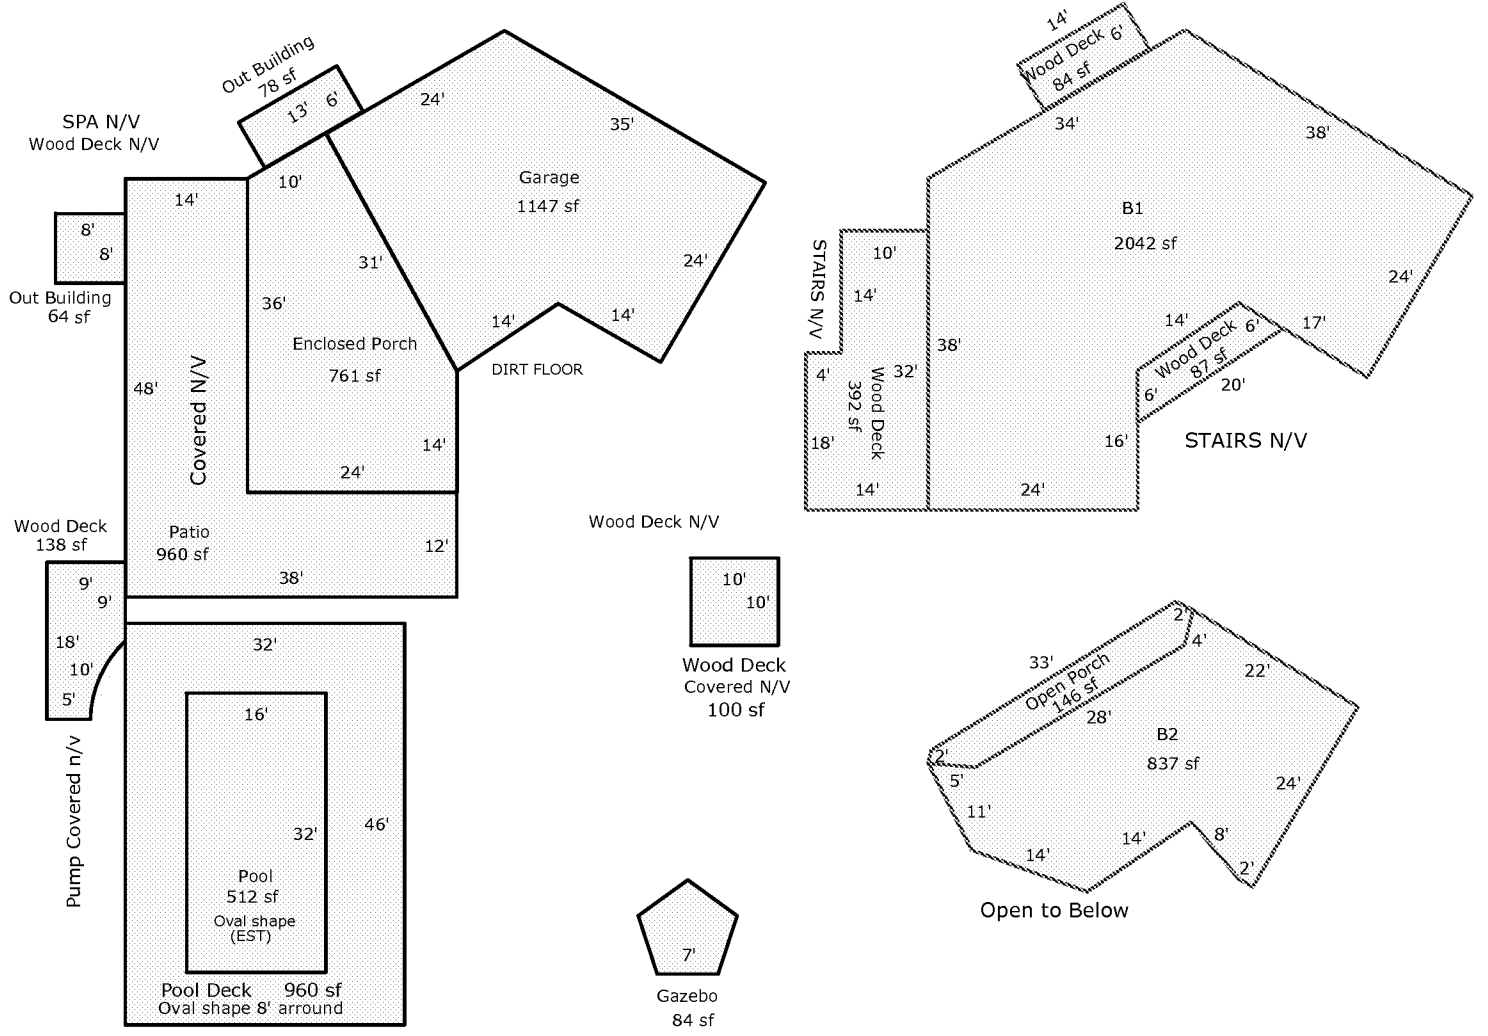 Out Building
78 sf
13'
6'
24'
35'
SPA N/V
Wood Deck N/V
14'
10'
Garage
1147 sf
8'
8'
31'
24'
Out Building
64 sf
36'
14'
14'
Enclosed Porch
761 sf
DIRT FLOOR
48'
Covered N/V
14'
24'
Wood Deck
138 sf
Patio
960 sf
12'
38'
9'
9'
18'
10'
5'
Pump Covered n/v
32'
16'
32'
46'
Pool
512 sf
Oval shape
(EST)
Pool Deck 960 sf
Oval shape 8' arround
Wood Deck N/V
10'
10'
Wood Deck
Covered N/V
100 sf
7'
Gazebo
84 sf
14'
Wood Deck
6'
84 sf
34'
38'
B1
2042 sf
STAIRS N/V
10'
14'
24'
38'
14'
6'
17'
Wood Deck
87 sf
4'
32'
Wood Deck
392 sf
6'
20'
18'
16'
STAIRS N/V
14'
24'
2'
4'
33'
Open Porch
146 sf
22'
28'
B2
837 sf
2'
5'
24'
11'
14'
8'
14'
2'
Open to Below